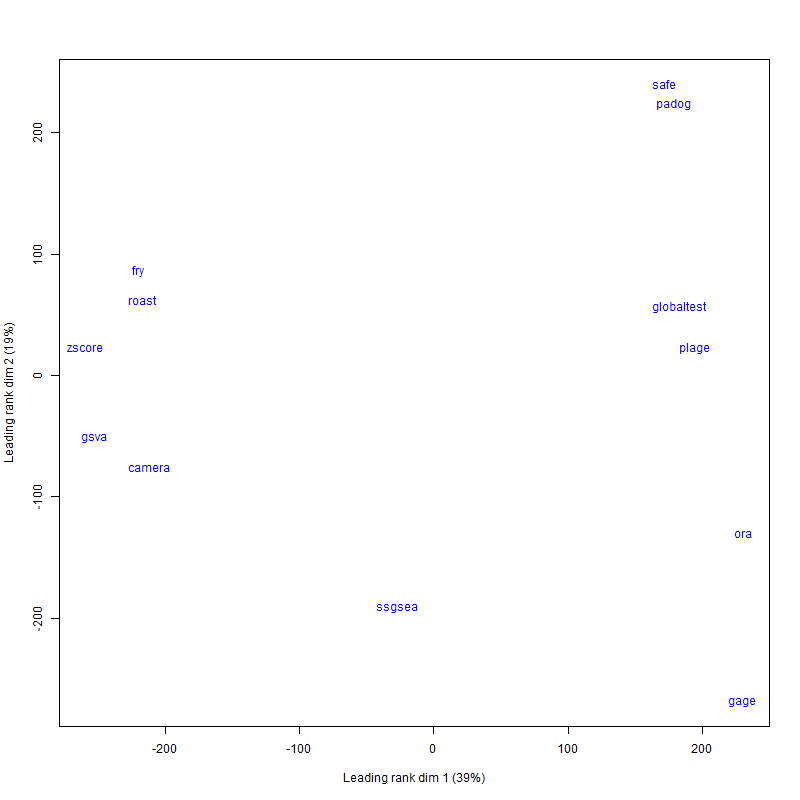 safe
padog
200
100
fry
roast
globaltest
zscore
plage
0
gsva
camera
-100
ora
ssgsea
-200
gage
Leading rank dim 2 (19%)
-200 -100 0 100 200
Leading rank dim 1 (39%)